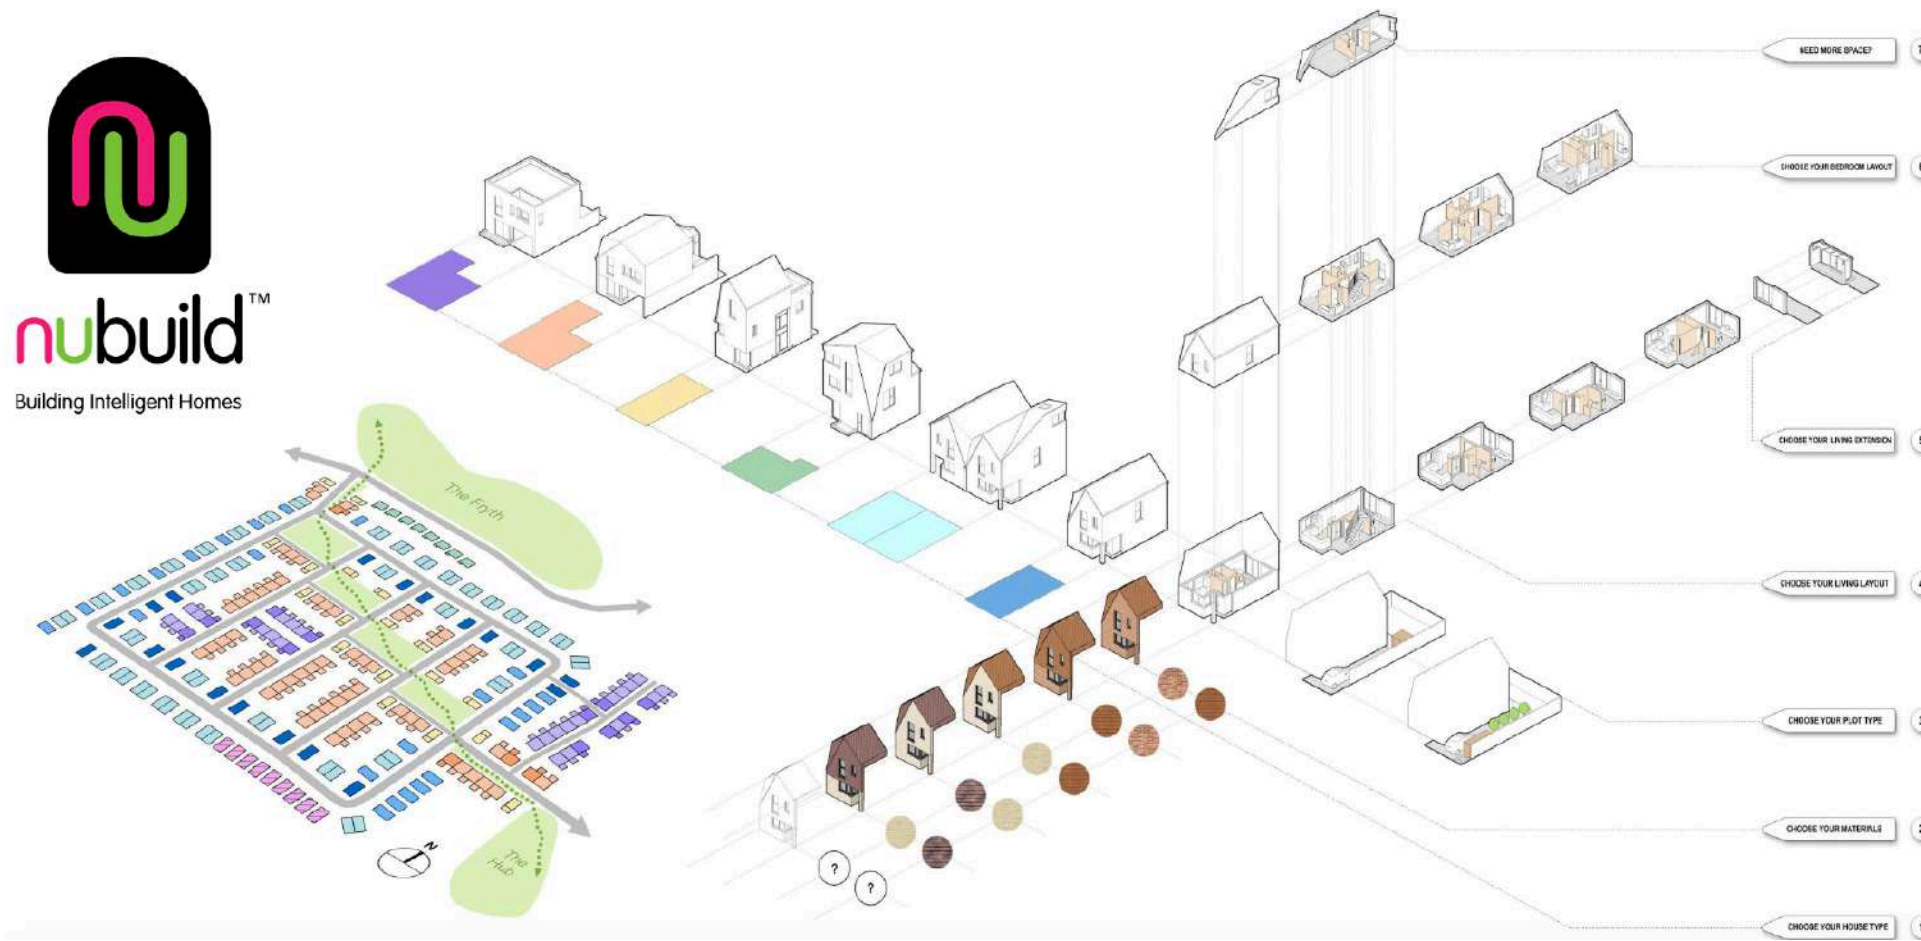 nubuild™
Building Intelligent Homes
The Fryth
The Hub
N
?
?
NEED MORE SPACE?
CHOOSE YOUR BEDROOM LAYOUT
CHOOSE YOUR LIVING EXTENSION
CHOOSE YOUR LIVING LAYOUT
CHOOSE YOUR PLOT TYPE
CHOOSE YOUR MATERIALS
CHOOSE YOUR HOUSE TYPE